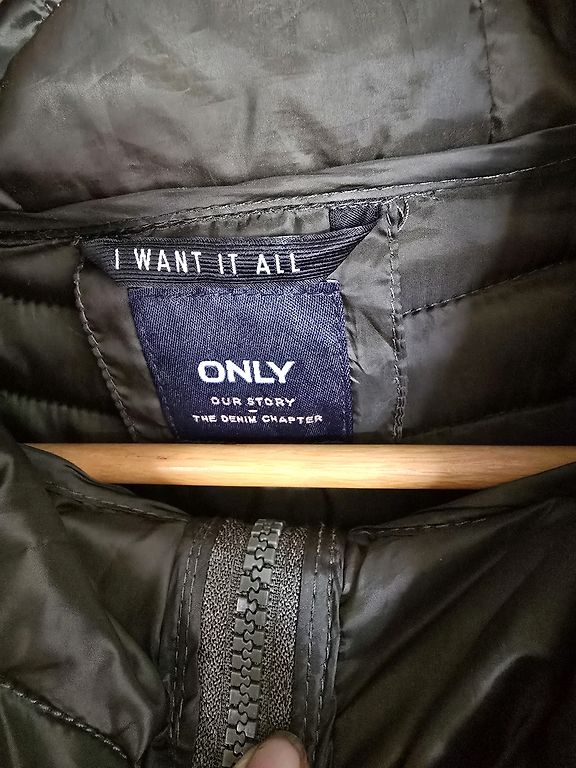 I WANT IT ALL
ONLY
OUR STORY
-
THE DENIM CHAPTER